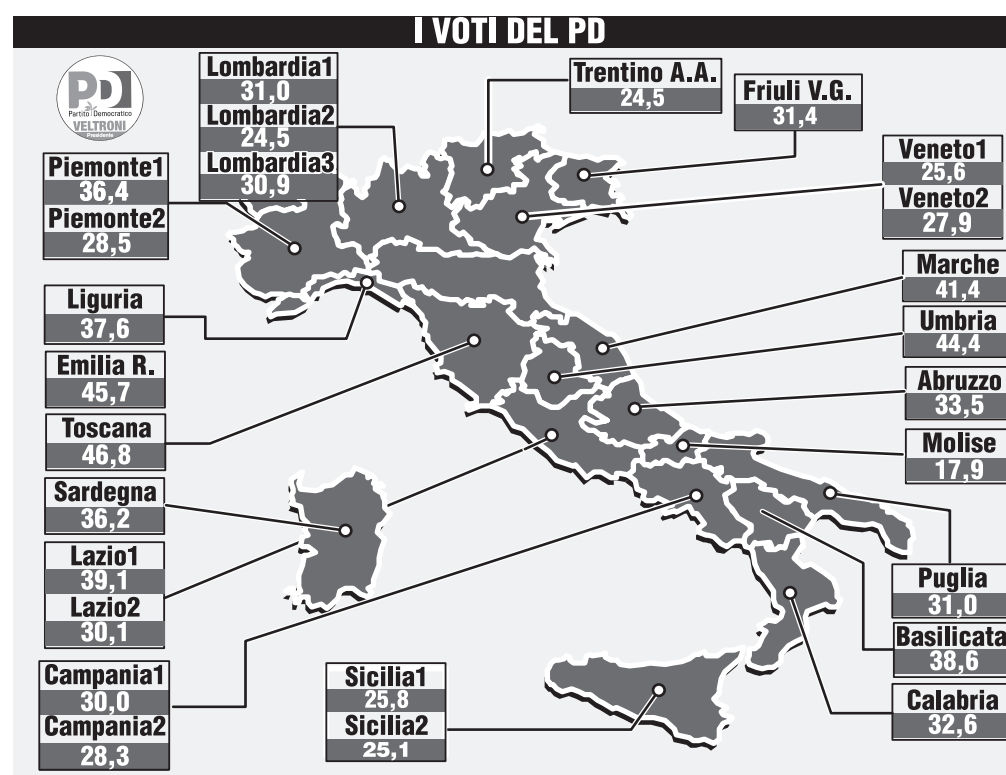 I VOTI DEL PD
PD
Partito Democratico
VELTRONI
Presidente
Lombardia1
31,0
Lombardia2
24,5
Lombardia3
30,9
Trentino A.A.
24,5
Friuli V.G.
31,4
Piemonte1
36,4
Piemonte2
28,5
Veneto1
25,6
Veneto2
27,9
Liguria
37,6
Marche
41,4
Umbria
44,4
Emilia R.
45,7
Abruzzo
33,5
Toscana
46,8
Molise
17,9
Sardegna
36,2
Lazio1
39,1
Lazio2
30,1
Puglia
31,0
Basilicata
38,6
Campania1
30,0
Campania2
28,3
Sicilia1
25,8
Sicilia2
25,1
Calabria
32,6